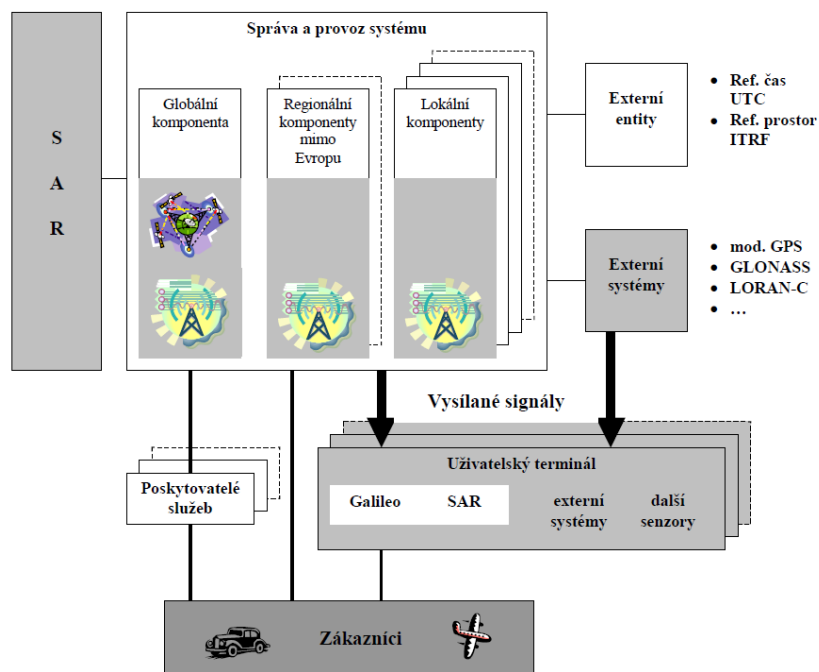 Správa a provoz systému
S
A
R
Globální
komponenta
Regionální
komponenty
mimo
Evropu
Lokální
komponenty
Externí
entity
• Ref. čas
UTC
• Ref. prostor
ITRF
Externí
systémy
• mod. GPS
• GLONASS
• LORAN-C
• …
Vysílané signály
Poskytovatelé
služeb
Uživatelský terminál
Galileo
SAR
externí
systémy
další
senzory
Zákazníci